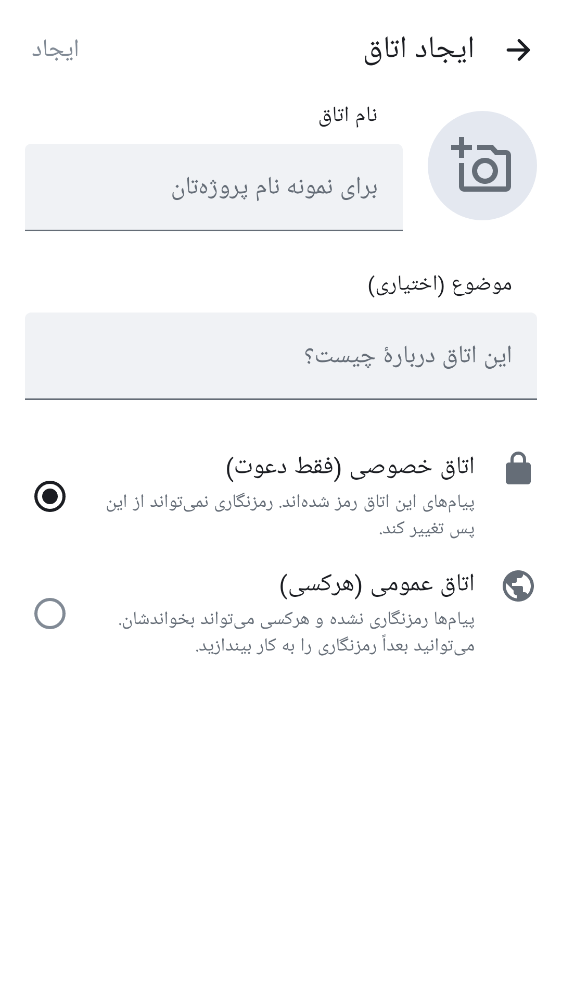 ایجاد اتاق
ایجاد
نام اتاق
برای نمونه نام پروژه‌تان
موضوع (اختیاری)
این اتاق دربارهٔ چیست؟
اتاق خصوصی (فقط دعوت)
پیام‌های این اتاق رمز شده‌اند. رمزنگاری نمی‌تواند از این
پس تغییر کند.
اتاق عمومی (هرکسی)
پیام‌ها رمزنگاری نشده و هرکسی می‌تواند بخواندشان.
می‌توانید بعداً رمزنگاری را به کار بیندازید.